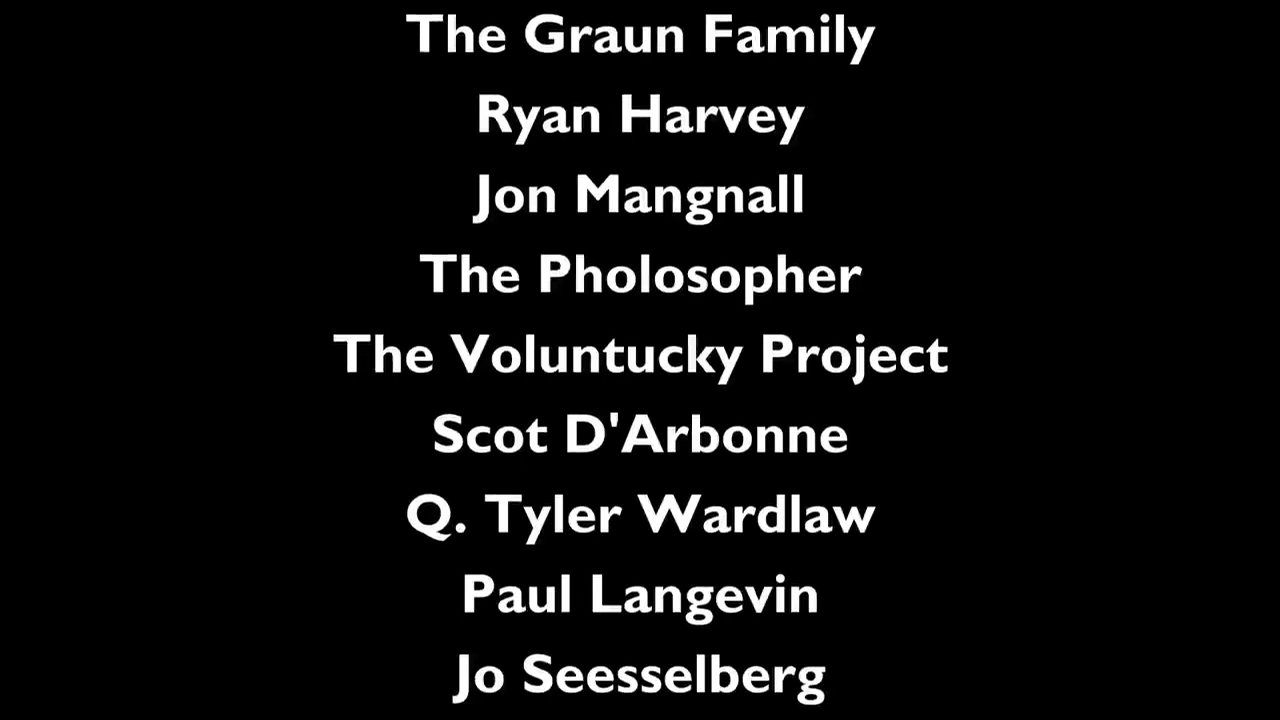 The Graun Family
Ryan Harvey
Jon Mangnall
The Pholosopher
The Voluntucky Project
Scot D'Arbonne
Q. Tyler Wardlaw
Paul Langevin
Jo Seesselberg